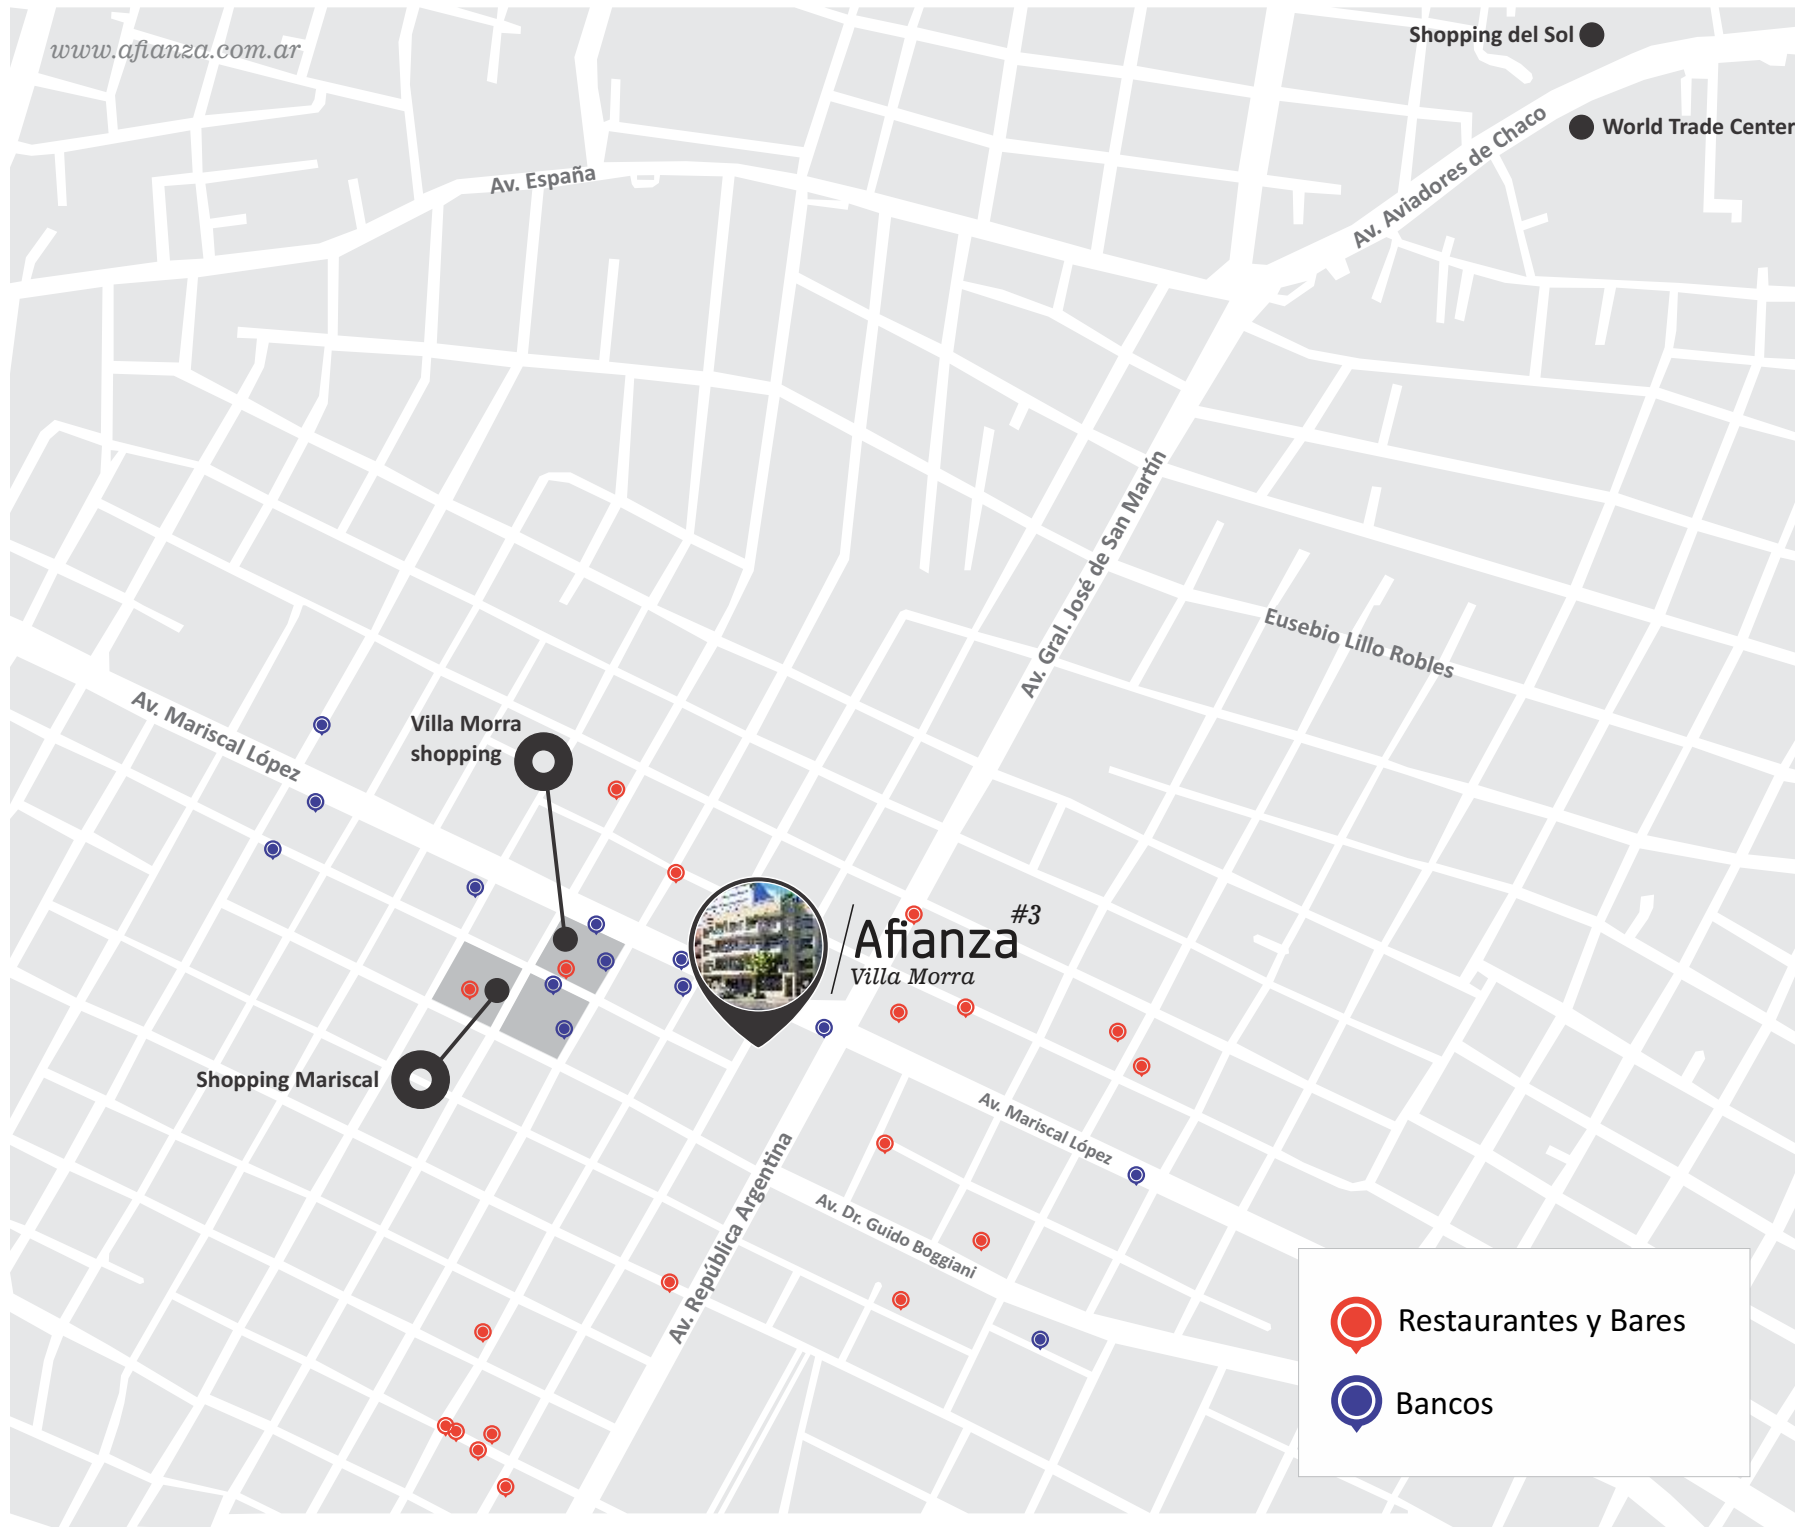 www.afianza.com.ar
Shopping del Sol
World Trade Center
Av. Aviadores de Chaco
Av. España
Av. Gral. José de San Martín
Eusebio Lillo Robles
Av. Mariscal López
Villa Morra
shopping
#3
Afianza
Villa Morra
Shopping Mariscal
Av. Mariscal López
Av. República Argentina
Av. Dr. Guido Boggiani
Restaurantes y Bares
Bancos